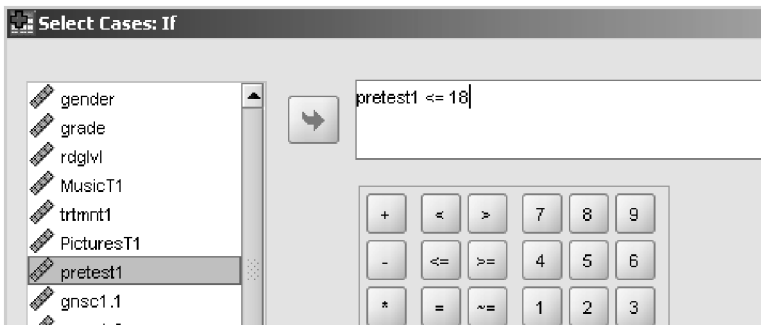 Select Cases: If
gender
grade
rdglvl
MusicT1
trtmnt1
PicturesT1
pretest1
gnsc1.1
pretest1 <= 18
+ < > 7 8 9
- <= >= 4 5 6
* = ~= 1 2 3